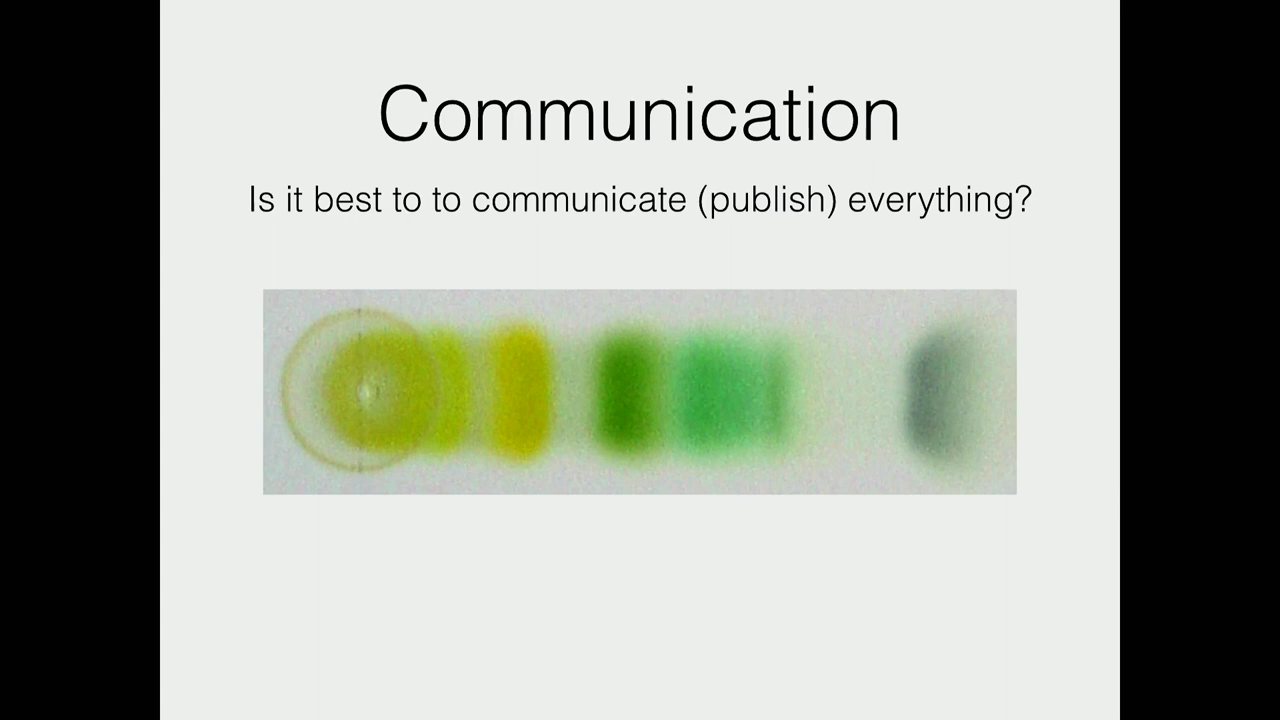 Communication
Is it best to to communicate (publish) everything?